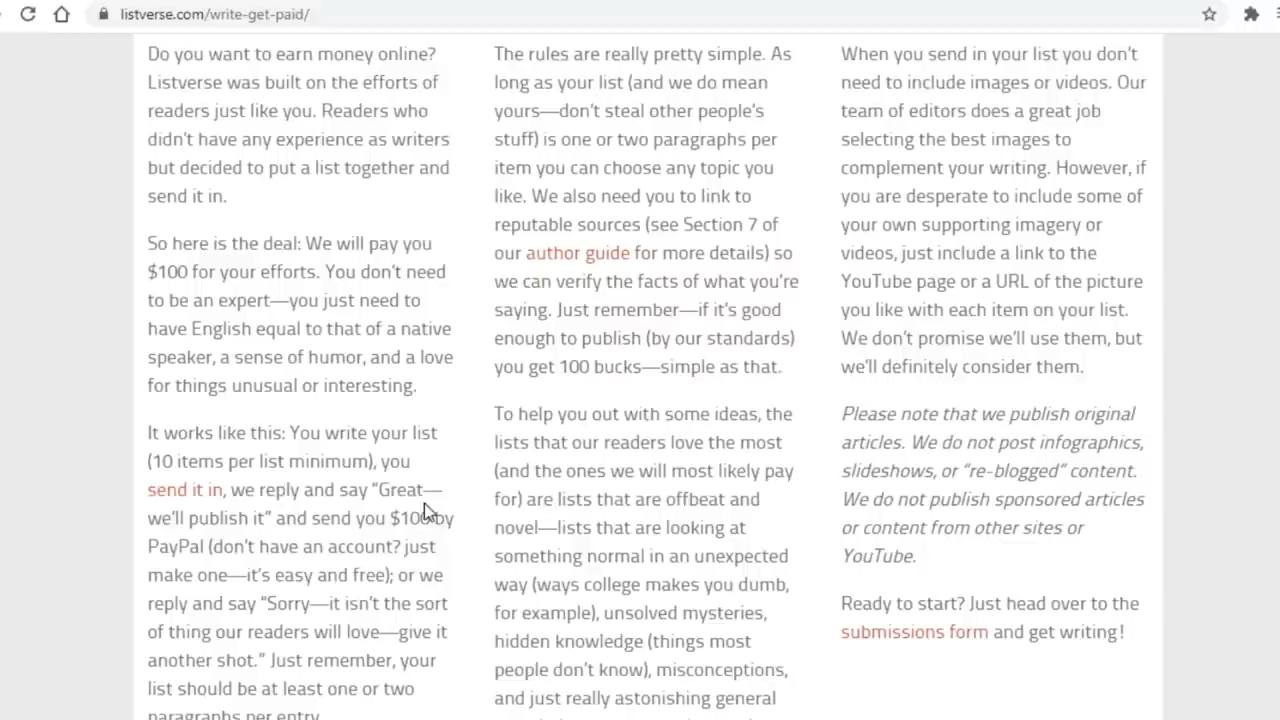 listverse.com/write-get-paid/
Do you want to earn money online?
Listverse was built on the efforts of
readers just like you. Readers who
didn't have any experience as writers
but decided to put a list together and
send it in.
So here is the deal: We will pay you
$100 for your efforts. You don't need
to be an expert—you just need to
have English equal to that of a native
speaker, a sense of humor, and a love
for things unusual or interesting.
It works like this: You write your list
(10 items per list minimum), you
send it in, we reply and say "Great—
we'll publish it" and send you $100 by
PayPal (don't have an account? just
make one—it's easy and free); or we
reply and say "Sorry—it isn't the sort
of thing our readers will love—give it
another shot." Just remember, your
list should be at least one or two
paragraphs per entry
The rules are really pretty simple. As
long as your list (and we do mean
yours—don't steal other people's
stuff) is one or two paragraphs per
item you can choose any topic you
like. We also need you to link to
reputable sources (see Section 7 of
our author guide for more details) so
we can verify the facts of what you're
saying. Just remember—if it's good
enough to publish (by our standards)
you get 100 bucks—simple as that.
To help you out with some ideas, the
lists that our readers love the most
(and the ones we will most likely pay
for) are lists that are offbeat and
novel—lists that are looking at
something normal in an unexpected
way (ways college makes you dumb,
for example), unsolved mysteries,
hidden knowledge (things most
people don't know), misconceptions,
and just really astonishing general
When you send in your list you don't
need to include images or videos. Our
team of editors does a great job
selecting the best images to
complement your writing. However, if
you are desperate to include some of
your own supporting imagery or
videos, just include a link to the
YouTube page or a URL of the picture
you like with each item on your list.
We don't promise we'll use them, but
we'll definitely consider them.
Please note that we publish original
articles. We do not post infographics,
slideshows, or "re-blogged" content.
We do not publish sponsored articles
or content from other sites or
YouTube.
Ready to start? Just head over to the
submissions form and get writing!